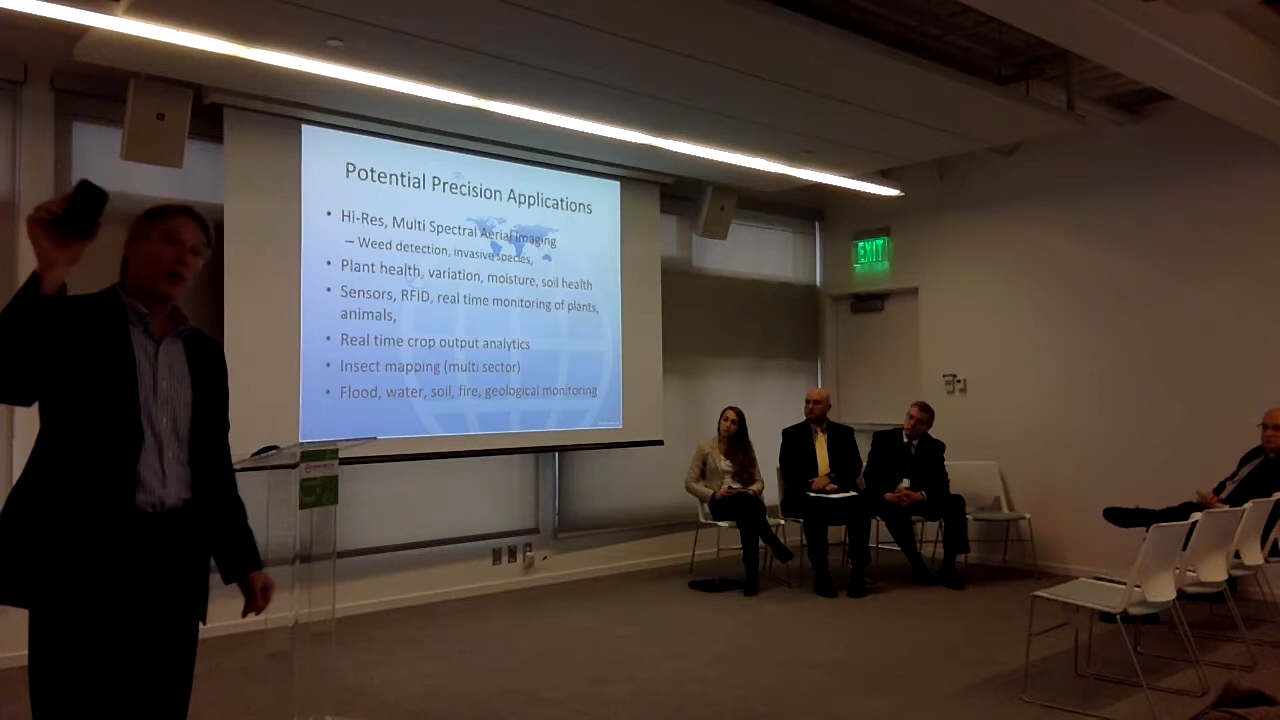 Potential Precision Applications
• Hi-Res, Multi Spectral Aerial imaging
– Weed detection, invasive species,
• Plant health, variation, moisture, soil health
• Sensors, RFID, real time monitoring of plants,
animals,
• Real time crop output analytics
• Insect mapping (multi sector)
• Flood, water, soil, fire, geological monitoring
EXIT